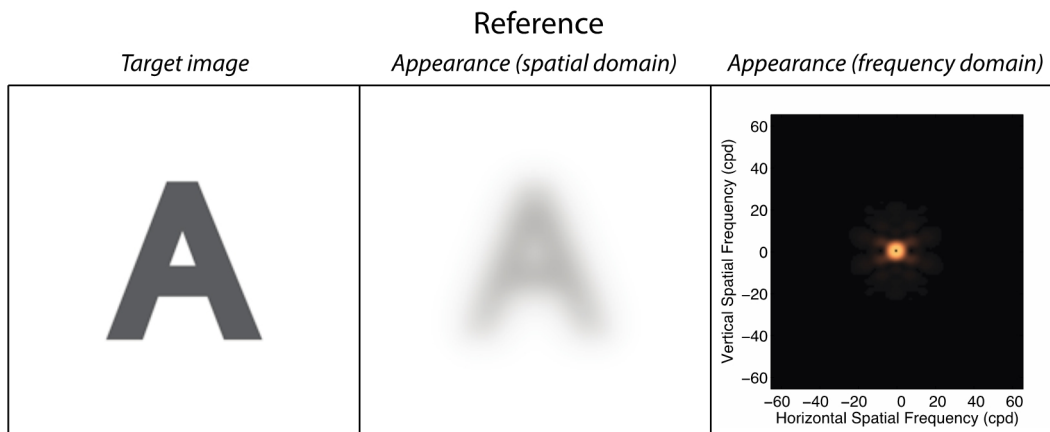 Reference
Target image
Appearance (spatial domain)
Appearance (frequency domain)
A
A
Vertical Spatial Frequency (cpd)
60
40
20
0
−20
−40
−60
−60 −40 −20 0 20 40 60
Horizontal Spatial Frequency (cpd)